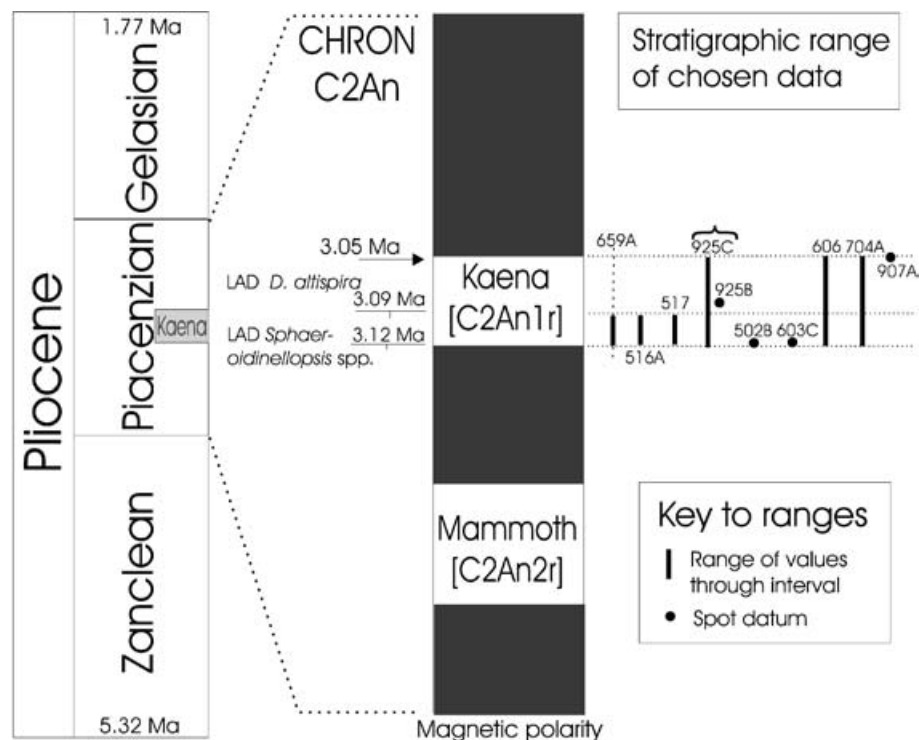 Pliocene
1.77 Ma
Gelasian
Piacenzian
Kaena
Zanclean
5.32 Ma
CHRON
C2An
3.05 Ma
LAD D. altispira
3.09 Ma
LAD Sphaer-
oidinellopsis spp.
3.12 Ma
Kaena
[C2An1r]
Mammoth
[C2An2r]
Magnetic polarity
Stratigraphic range
of chosen data
659A
516A
517
925C
925B
502B
603C
606
704A
907A
Key to ranges
Range of values
through interval
Spot datum